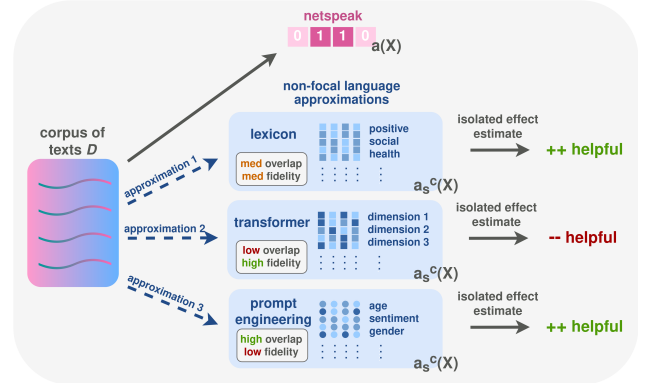 netspeak
0 1 1 0
a(X)
non-focal language
approximations
corpus of
texts D
approximation 1
lexicon
med overlap
med fidelity
positive
social
health
as^c(X)
isolated effect
estimate
++ helpful
approximation 2
transformer
low overlap
high fidelity
dimension 1
dimension 2
dimension 3
as^c(X)
isolated effect
estimate
-- helpful
approximation 3
prompt
engineering
high overlap
low fidelity
age
sentiment
gender
as^c(X)
isolated effect
estimate
++ helpful